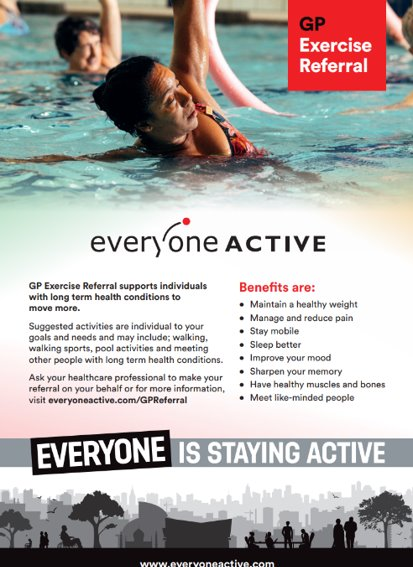 GP
Exercise
Referral
everyone ACTIVE
GP Exercise Referral supports individuals
with long term health conditions to
move more.
Suggested activities are individual to your
goals and needs and may include; walking,
walking sports, pool activities and meeting
other people with long term health conditions.
Ask your healthcare professional to make your
referral on your behalf or for more information,
visit everyoneactive.com/GPReferral
Benefits are:
• Maintain a healthy weight
• Manage and reduce pain
• Stay mobile
• Sleep better
• Improve your mood
• Sharpen your memory
• Have healthy muscles and bones
• Meet like-minded people
EVERYONE IS STAYING ACTIVE
www.everyoneactive.com